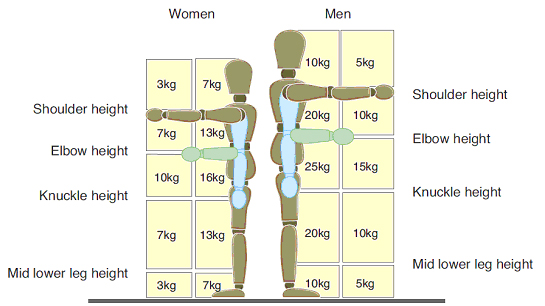 Women
Men
3kg 7kg
10kg 5kg
Shoulder height
Shoulder height
7kg 13kg
20kg 10kg
Elbow height
Elbow height
10kg 16kg
25kg 15kg
Knuckle height
Knuckle height
7kg 13kg
20kg 10kg
Mid lower leg height
Mid lower leg height
3kg 7kg
10kg 5kg